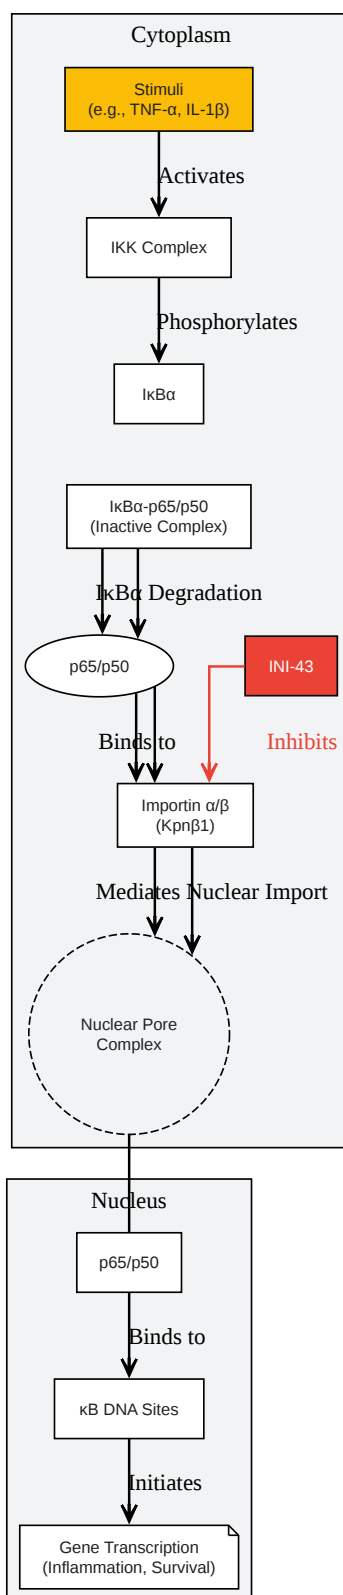 Cytoplasm
Stimuli
(e.g., TNF-α, IL-1β)
Activates
IKK Complex
Phosphorylates
IκBα
IκBα-p65/p50
(Inactive Complex)
IκBα Degradation
p65/p50
INI-43
Binds to
Inhibits
Importin α/β
(Kpnβ1)
Mediates Nuclear Import
Nuclear Pore
Complex
Nucleus
p65/p50
Binds to
κB DNA Sites
Initiates
Gene Transcription
(Inflammation, Survival)